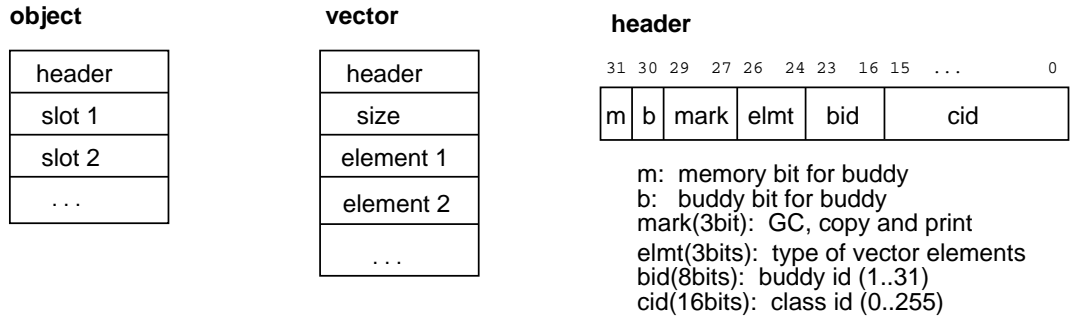 object
header
slot 1
slot 2
. . .
vector
header
size
element 1
element 2
. . .
header
31 30 29 27 26 24 23 16 15 ... 0
m b mark elmt bid cid
m: memory bit for buddy
b: buddy bit for buddy
mark(3bit): GC, copy and print
elmt(3bits): type of vector elements
bid(8bits): buddy id (1..31)
cid(16bits): class id (0..255)